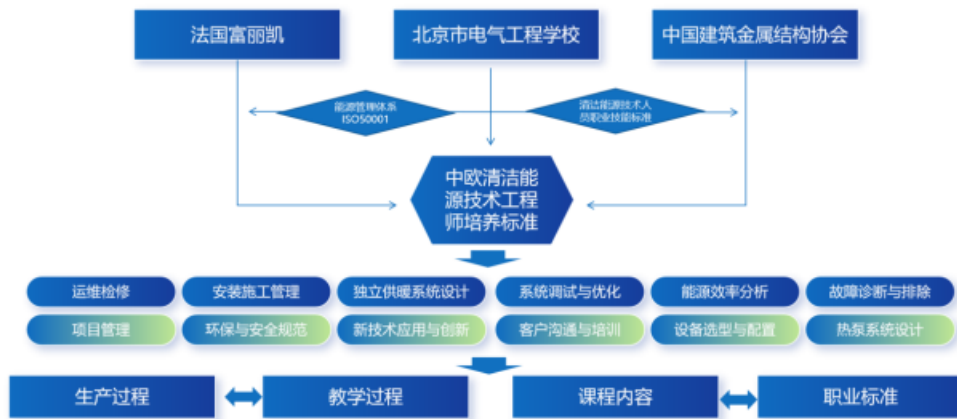 法国富丽凯
北京市电气工程学校
中国建筑金属结构协会
能源管理体系
ISO50001
清洁能源技术人
员职业技能标准
中欧清洁能
源技术工程
师培养标准
运维检修
安装施工管理
独立供暖系统设计
系统调试与优化
能源效率分析
故障诊断与排除
项目管理
环保与安全规范
新技术应用与创新
客户沟通与培训
设备选型与配置
热泵系统设计
生产过程
教学过程
课程内容
职业标准